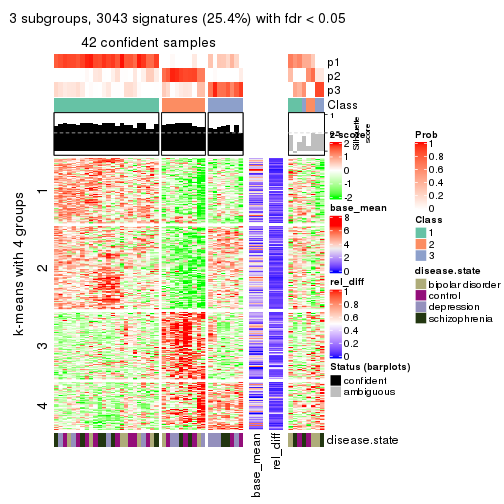 3 subgroups, 3043 signatures (25.4%) with fdr < 0.05
42 confident samples
p1
p2
p3
Class
1
0.5
0
Silhouette
score
k-means with 4 groups
1
2
3
4
z-score
2
1
0
-1
-2
base_mean
8
6
4
2
0
rel_diff
1
0.8
0.6
0.4
0.2
0
Status (barplots)
confident
ambiguous
Prob
1
0.8
0.6
0.4
0.2
0
Class
1
2
3
disease.state
bipolar disorder
control
depression
schizophrenia
disease.state
base_mean
rel_diff